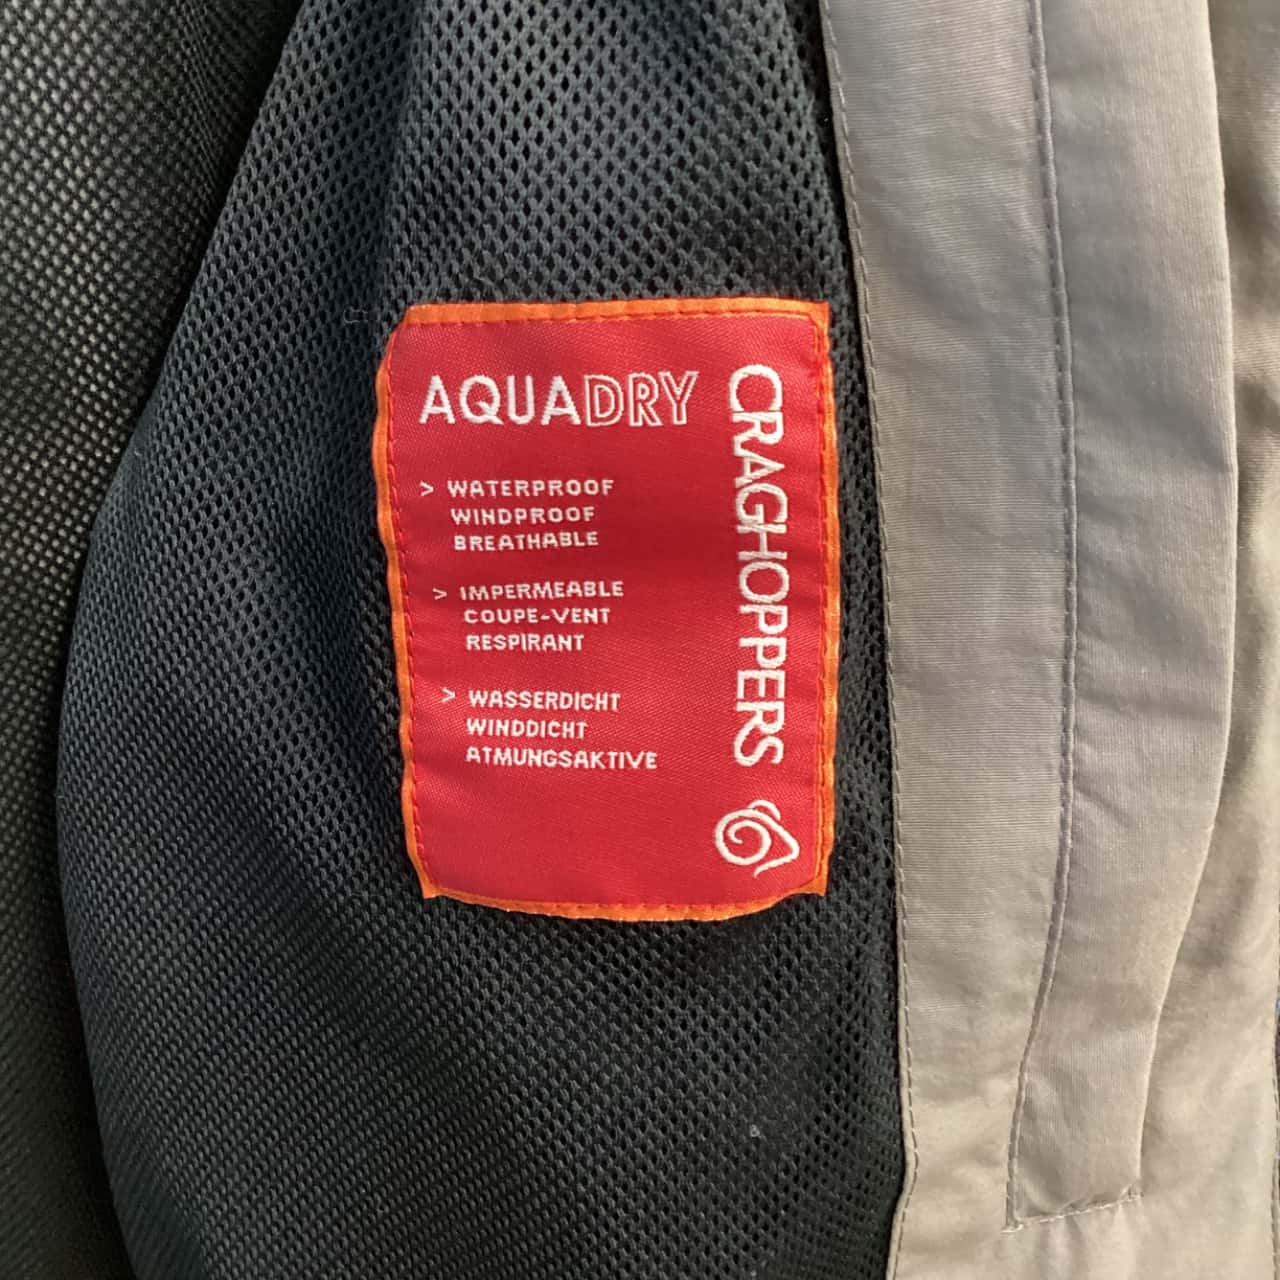 AQUADRY
> WATERPROOF
WINDPROOF
BREATHABLE
> IMPERMEABLE
COUPE-VENT
RESPIRANT
> WASSERDICHT
WINDDICHT
ATMUNGSAKTIVE
CRAGHOPPERS